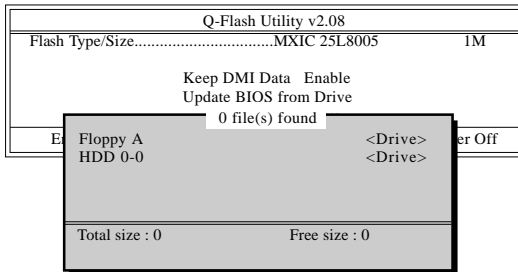 Q-Flash Utility v2.08
Flash Type/Size.................................MXIC 25L8005 1M
Keep DMI Data Enable
Update BIOS from Drive
0 file(s) found
Floppy A <Drive>
HDD 0-0 <Drive>
Total size : 0 Free size : 0
Off